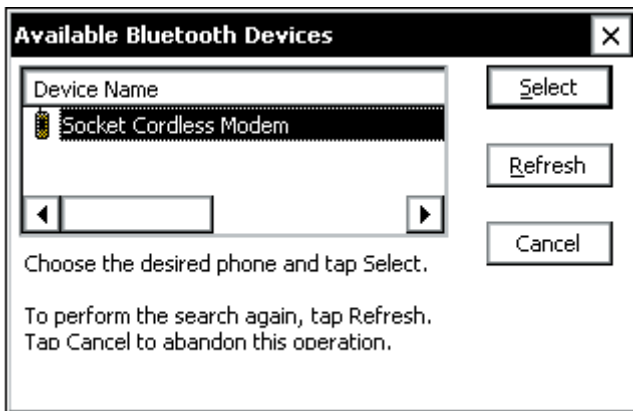 Available Bluetooth Devices
Device Name
Socket Cordless Modem
Select
Refresh
Cancel
Choose the desired phone and tap Select.
To perform the search again, tap Refresh.
Tap Cancel to abandon this operation.